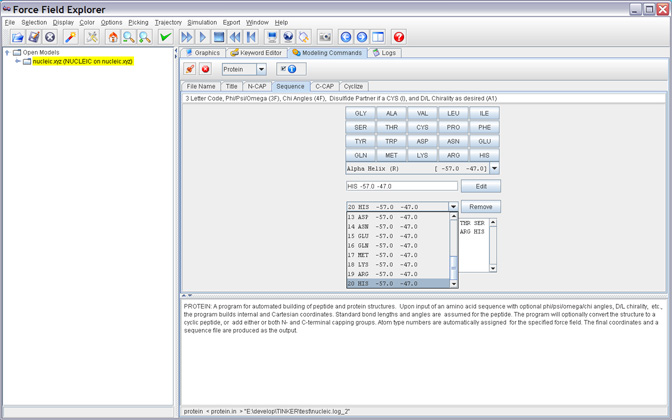 Force Field Explorer
File Selection Display Color Options Picking Trajectory Simulation Export Window Help
Open Models
nucleic.xyz (NUCLEIC on nucleic.xyz)
Graphics Keyword Editor Modeling Commands Logs
Protein
File Name Title N-CAP Sequence C-CAP Cyclize
3 Letter Code, Phi/Psi/Omega (3F), Chi Angles (4F), Disulfide Partner if a CYS (I), and D/L Chirality as desired (A1)
GLY ALA VAL LEU ILE
SER THR CYS PRO PHE
TYR TRP ASP ASN GLU
GLN MET LYS ARG HIS
Alpha Helix (R) [ -57.0 -47.0]
HIS -57.0 -47.0 Edit
20 HIS -57.0 -47.0 Remove
13 ASP -57.0 -47.0
14 ASN -57.0 -47.0
15 GLU -57.0 -47.0
16 GLN -57.0 -47.0
17 MET -57.0 -47.0
18 LYS -57.0 -47.0
19 ARG -57.0 -47.0
20 HIS -57.0 -47.0
THR SER
ARG HIS
PROTEIN: A program for automated building of peptide and protein structures. Upon input of an amino acid sequence with optional phi/psi/omega/chi angles, D/L chirality, etc.,
the program builds internal and Cartesian coordinates. Standard bond lengths and angles are assumed for the peptide. The program will optionally convert the structure to a
cyclic peptide, or add either or both N- and C-terminal capping groups. Atom type numbers are automatically assigned for the specified force field. The final coordinates and a
sequence file are produced as the output.
protein < protein.in > "E:\develop\TINKER\test\nucleic.log_2"